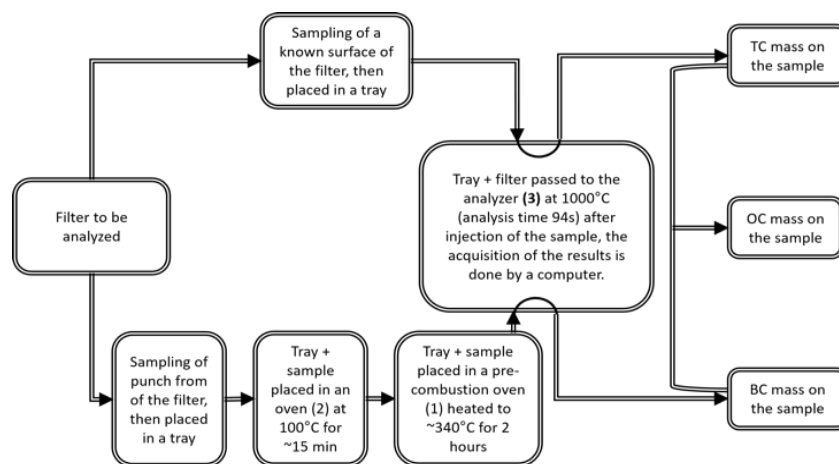 Sampling of a
known surface of
the filter, then
placed in a tray
TC mass on
the sample
Filter to be
analyzed
Tray + filter passed to the
analyzer (3) at 1000°C
(analysis time 94s) after
injection of the sample, the
acquisition of the results is
done by a computer.
OC mass on
the sample
Sampling of
punch from
of the filter,
then placed
in a tray
Tray +
sample
placed in an
oven (2) at
100°C for
~15 min
Tray + sample
placed in a pre-
combustion oven
(1) heated to
~340°C for 2
hours
BC mass on
the sample